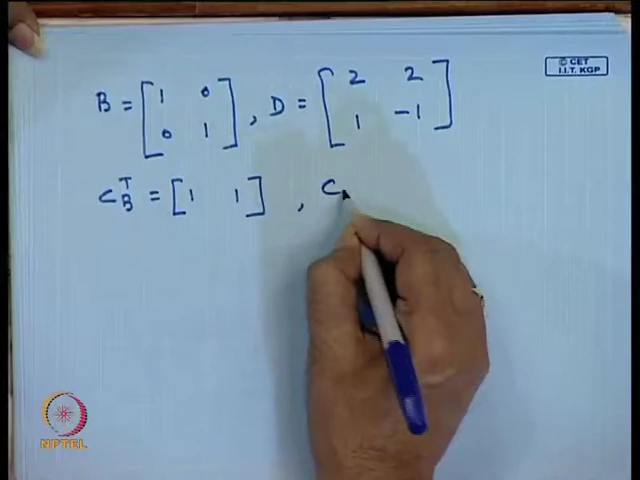 © CET
I.I.T. KGP
B = [1 0
0 1], D = [2 2
1 -1]
C_B^T = [1 1], C
NPTEL